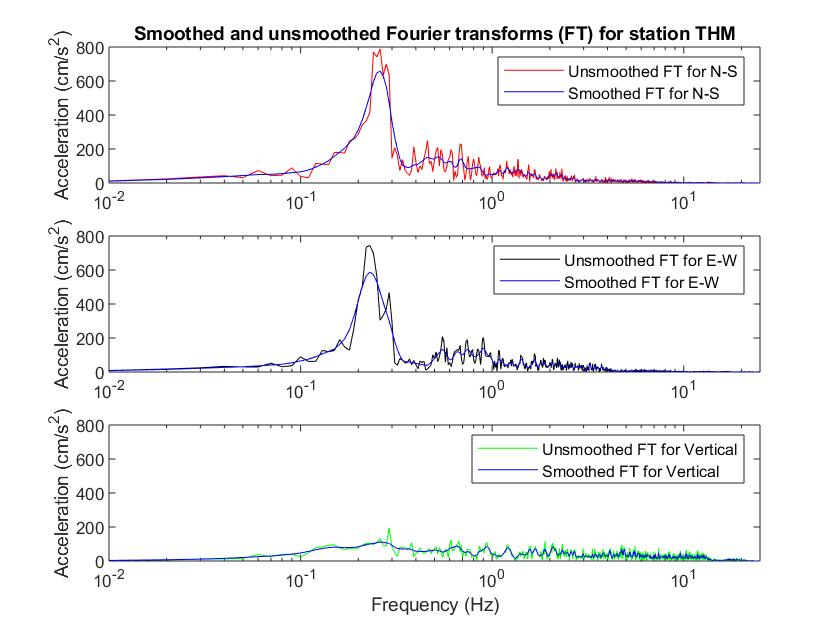 Smoothed and unsmoothed Fourier transforms (FT) for station THM
Acceleration (cm/s²)
800
600
400
200
0
Unsmoothed FT for N-S
Smoothed FT for N-S
10⁻² 10⁻¹ 10⁰ 10¹
Acceleration (cm/s²)
800
600
400
200
0
Unsmoothed FT for E-W
Smoothed FT for E-W
10⁻² 10⁻¹ 10⁰ 10¹
Acceleration (cm/s²)
800
600
400
200
0
Unsmoothed FT for Vertical
Smoothed FT for Vertical
10⁻² 10⁻¹ 10⁰ 10¹
Frequency (Hz)